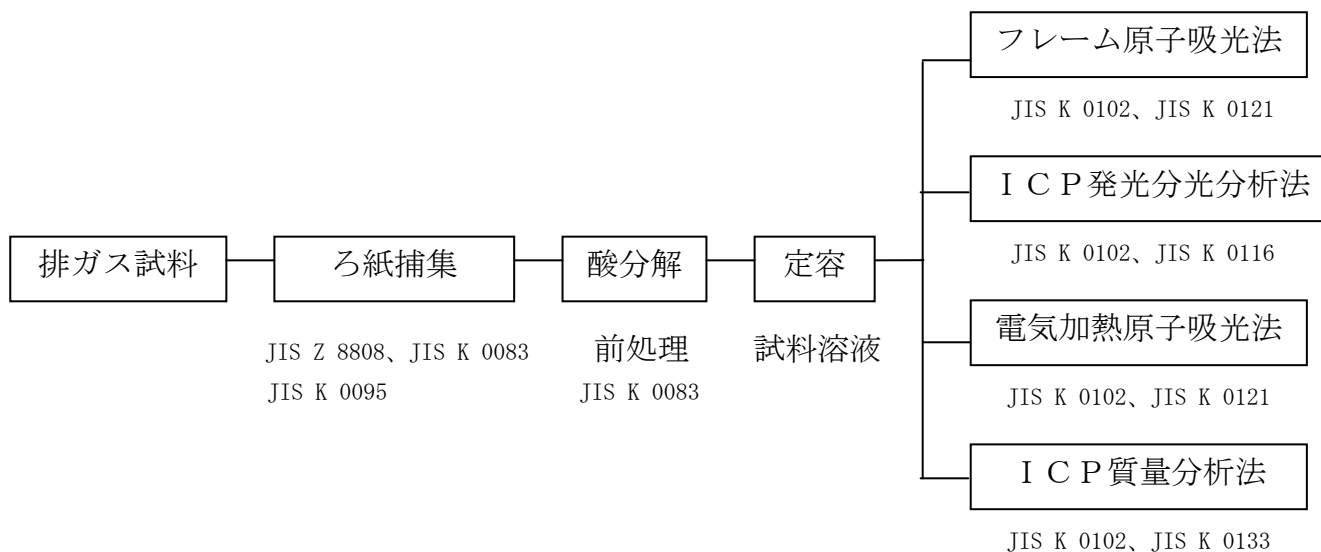 フレーム原子吸光法
JIS K 0102、JIS K 0121
ＩＣＰ発光分光分析法
JIS K 0102、JIS K 0116
排ガス試料
ろ紙捕集
酸分解
定容
JIS Z 8808、JIS K 0083
JIS K 0095
前処理
JIS K 0083
試料溶液
電気加熱原子吸光法
JIS K 0102、JIS K 0121
ＩＣＰ質量分析法
JIS K 0102、JIS K 0133